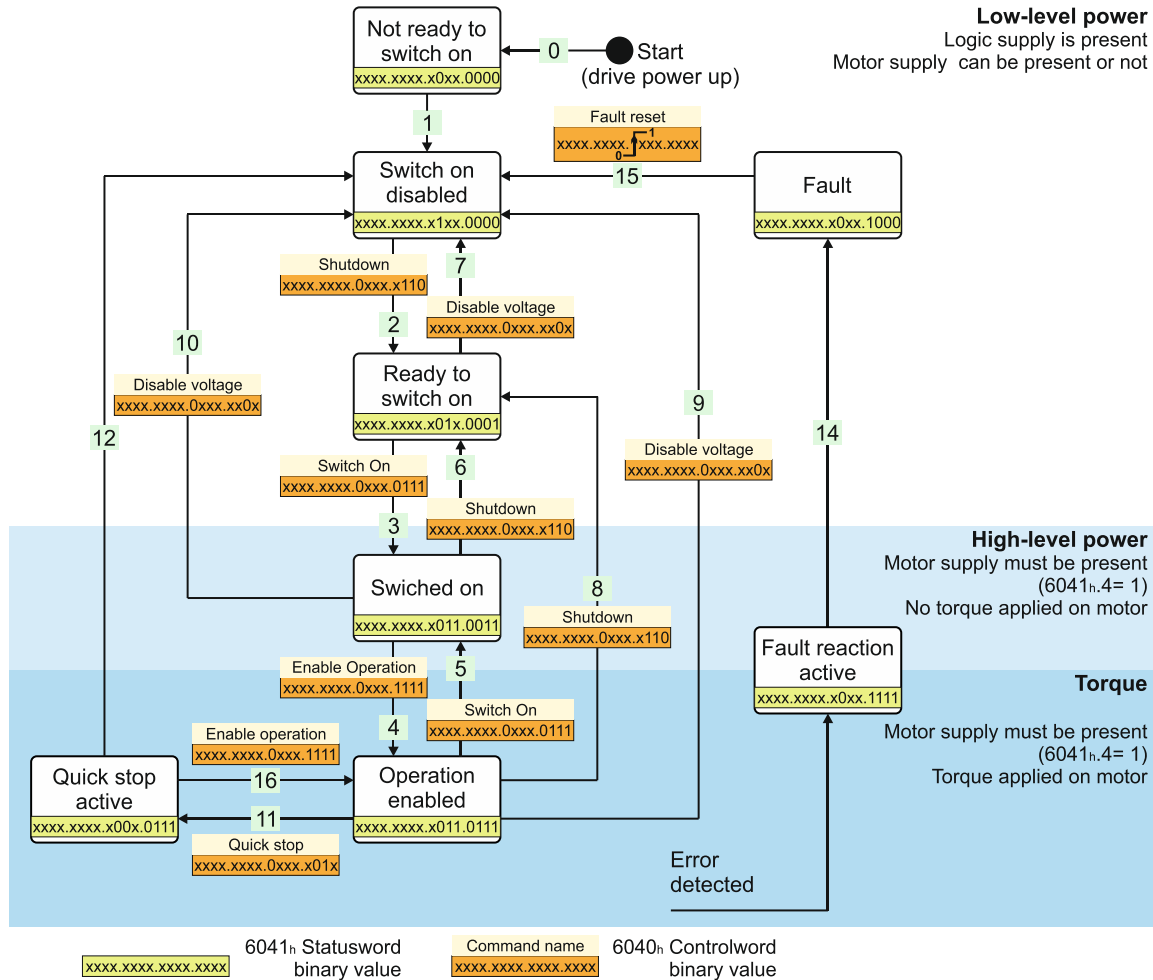 Low-level power
Logic supply is present
Motor supply can be present or not
Not ready to
switch on
xxxx.xxxx.x0xx.0000
0
Start
(drive power up)
1
Fault reset
xxxx.xxxx. xxx.xxxx
0
1
15
Switch on
disabled
xxxx.xxxx.x1xx.0000
Fault
xxxx.xxxx.x0xx.1000
Shutdown
xxxx.xxxx.0xxx.x110
2
7
Disable voltage
xxxx.xxxx.0xxx.xx0x
10
Disable voltage
xxxx.xxxx.0xxx.xx0x
12
Ready to
switch on
xxxx.xxxx.x01x.0001
9
Disable voltage
xxxx.xxxx.0xxx.xx0x
14
Switch On
xxxx.xxxx.0xxx.0111
3
6
Shutdown
xxxx.xxxx.0xxx.x110
High-level power
Motor supply must be present
(6041h.4= 1)
No torque applied on motor
Swiched on
xxxx.xxxx.x011.0011
8
Shutdown
xxxx.xxxx.0xxx.x110
Fault reaction
active
xxxx.xxxx.x0xx.1111
Enable Operation
xxxx.xxxx.0xxx.1111
4
5
Switch On
xxxx.xxxx.0xxx.0111
Torque
Motor supply must be present
(6041h.4= 1)
Torque applied on motor
Enable operation
xxxx.xxxx.0xxx.1111
16
Quick stop
active
xxxx.xxxx.x00x.0111
Operation
enabled
xxxx.xxxx.x011.0111
11
Quick stop
xxxx.xxxx.0xxx.x01x
Error
detected
xxxx.xxxx.xxxx.xxxx
6041h Statusword
binary value
Command name
xxxx.xxxx.xxxx.xxxx
6040h Controlword
binary value